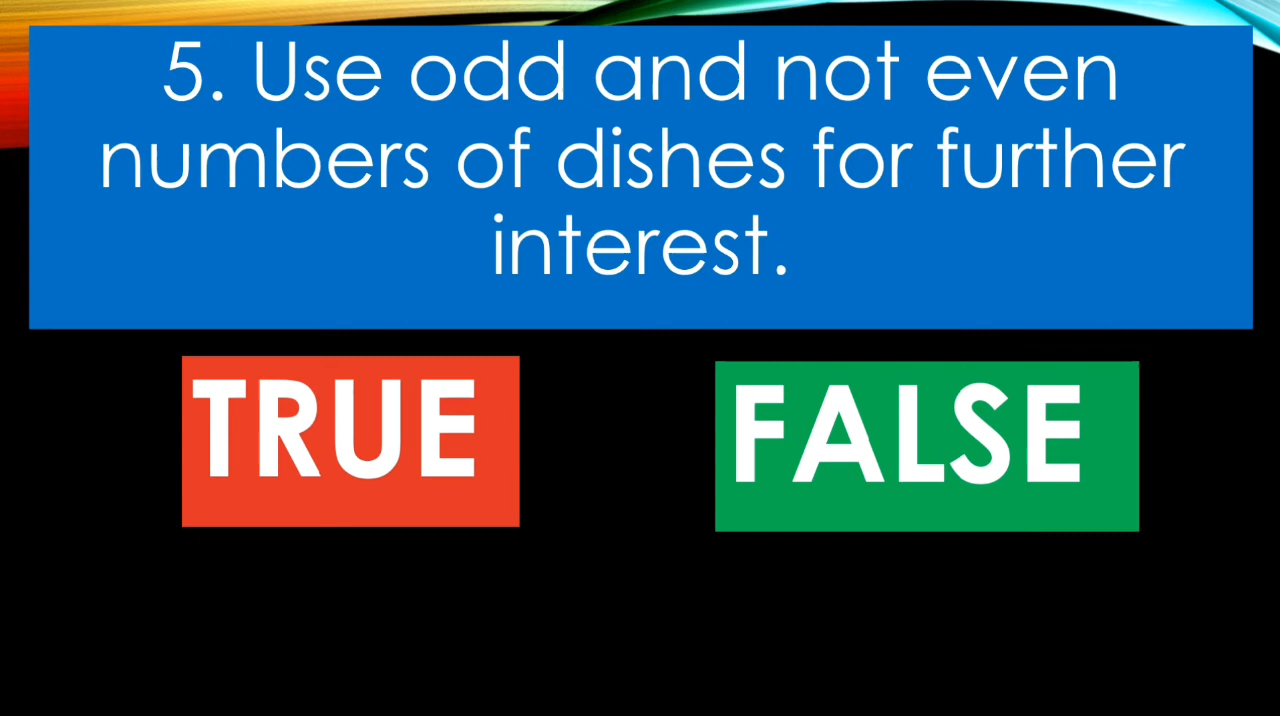 5. Use odd and not even
numbers of dishes for further
interest.
TRUE
FALSE